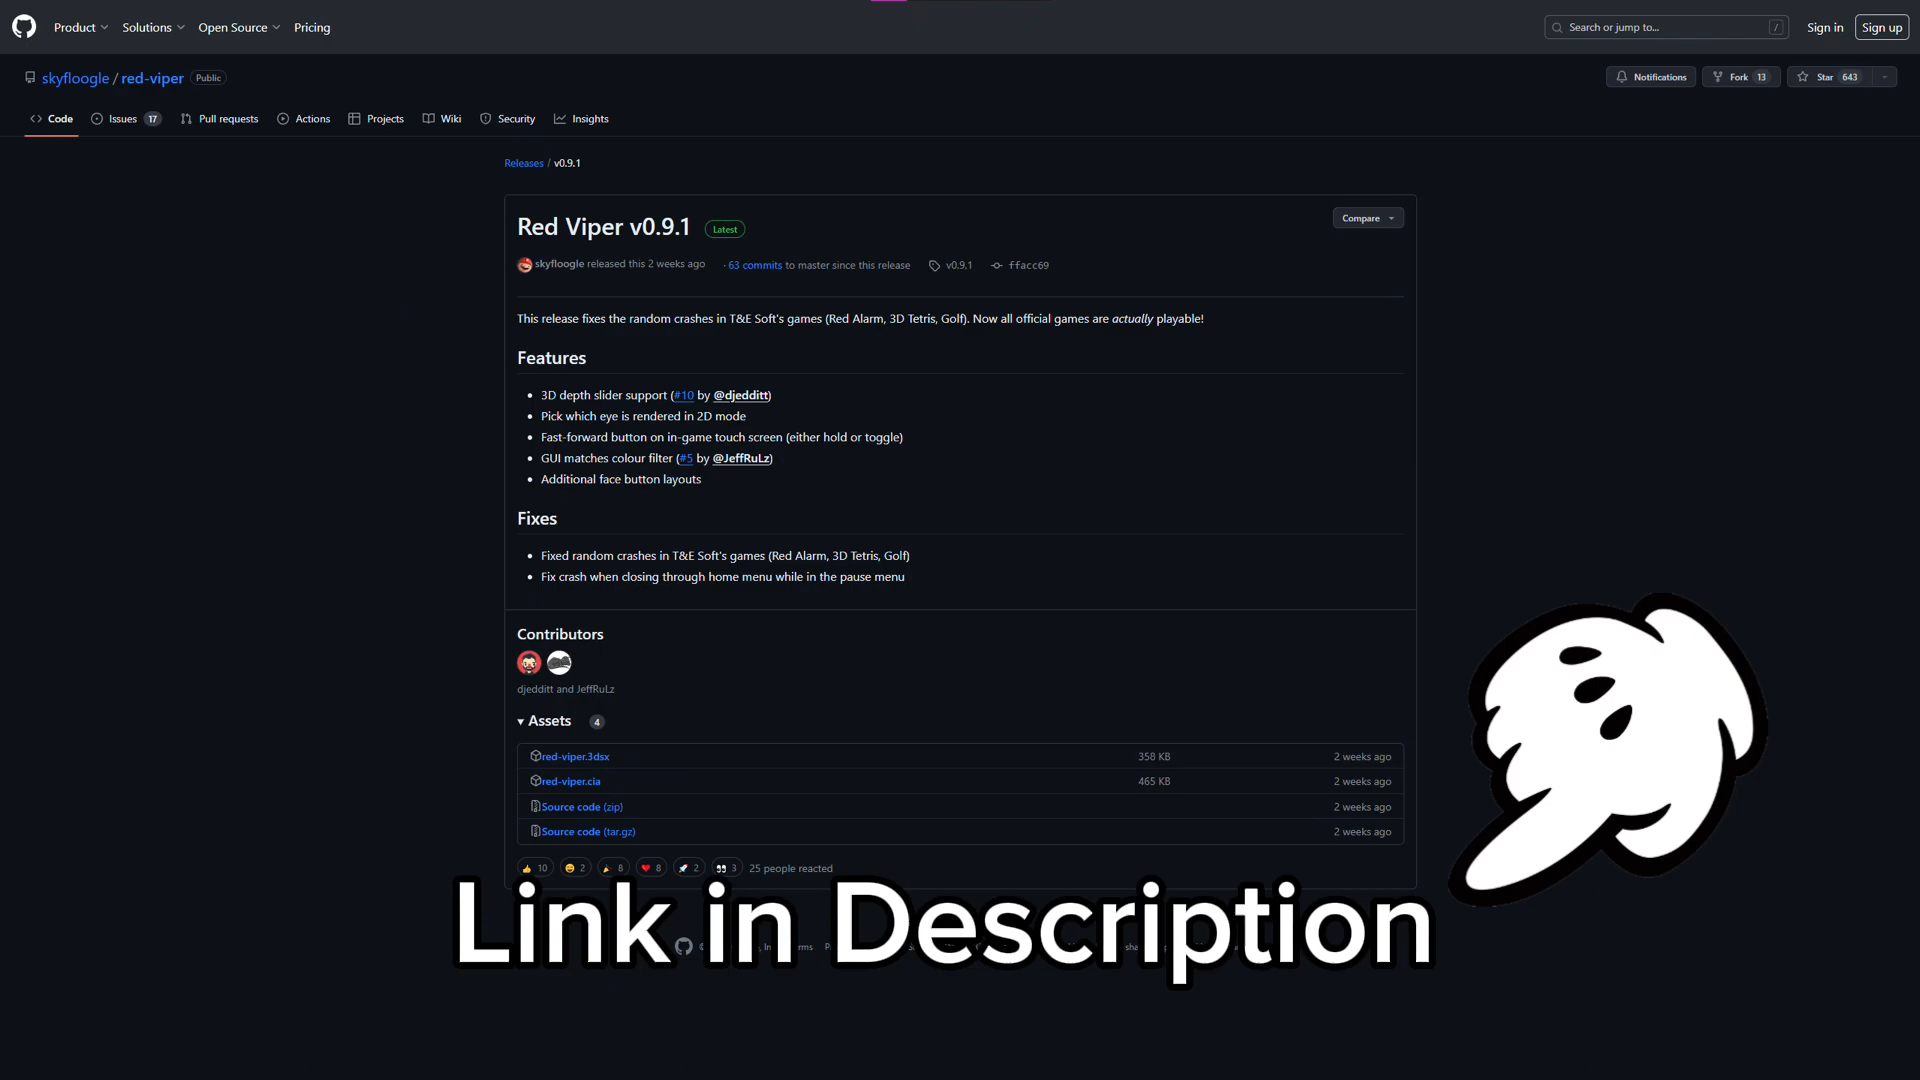 Product
Solutions
Open Source
Pricing
Search or jump to...
/
Sign in
Sign up
skyfloogle / red-viper Public
Notifications
Fork 13
Star 643
Code
Issues 17
Pull requests
Actions
Projects
Wiki
Security
Insights
Releases / v0.9.1
Red Viper v0.9.1 Latest
Compare
skyfloogle released this 2 weeks ago · 63 commits to master since this release v0.9.1 ffacc69
This release fixes the random crashes in T&E Soft's games (Red Alarm, 3D Tetris, Golf). Now all official games are actually playable!
Features
• 3D depth slider support (#10 by @djedditt)
• Pick which eye is rendered in 2D mode
• Fast-forward button on in-game touch screen (either hold or toggle)
• GUI matches colour filter (#5 by @JeffRuLz)
• Additional face button layouts
Fixes
• Fixed random crashes in T&E Soft's games (Red Alarm, 3D Tetris, Golf)
• Fix crash when closing through home menu while in the pause menu
Contributors
djedditt and JeffRuLz
Assets 4
red-viper.3dsx 358 KB 2 weeks ago
red-viper.cia 465 KB 2 weeks ago
Source code (zip) 2 weeks ago
Source code (tar.gz) 2 weeks ago
10 2 8 8 2 3 25 people reacted
Link in Description